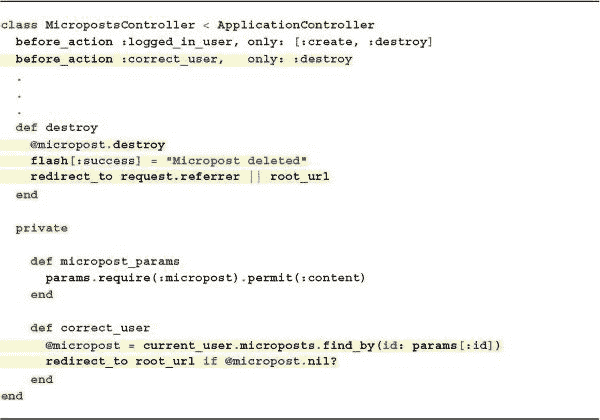 class MicropostsController < ApplicationController
  before_action :logged_in_user, only: [:create, :destroy]
  before_action :correct_user,   only: :destroy
  .
  .
  .
  def destroy
    @micropost.destroy
    flash[:success] = "Micropost deleted"
    redirect_to request.referrer || root_url
  end

  private

    def micropost_params
      params.require(:micropost).permit(:content)
    end

    def correct_user
      @micropost = current_user.microposts.find_by(id: params[:id])
      redirect_to root_url if @micropost.nil?
    end
end